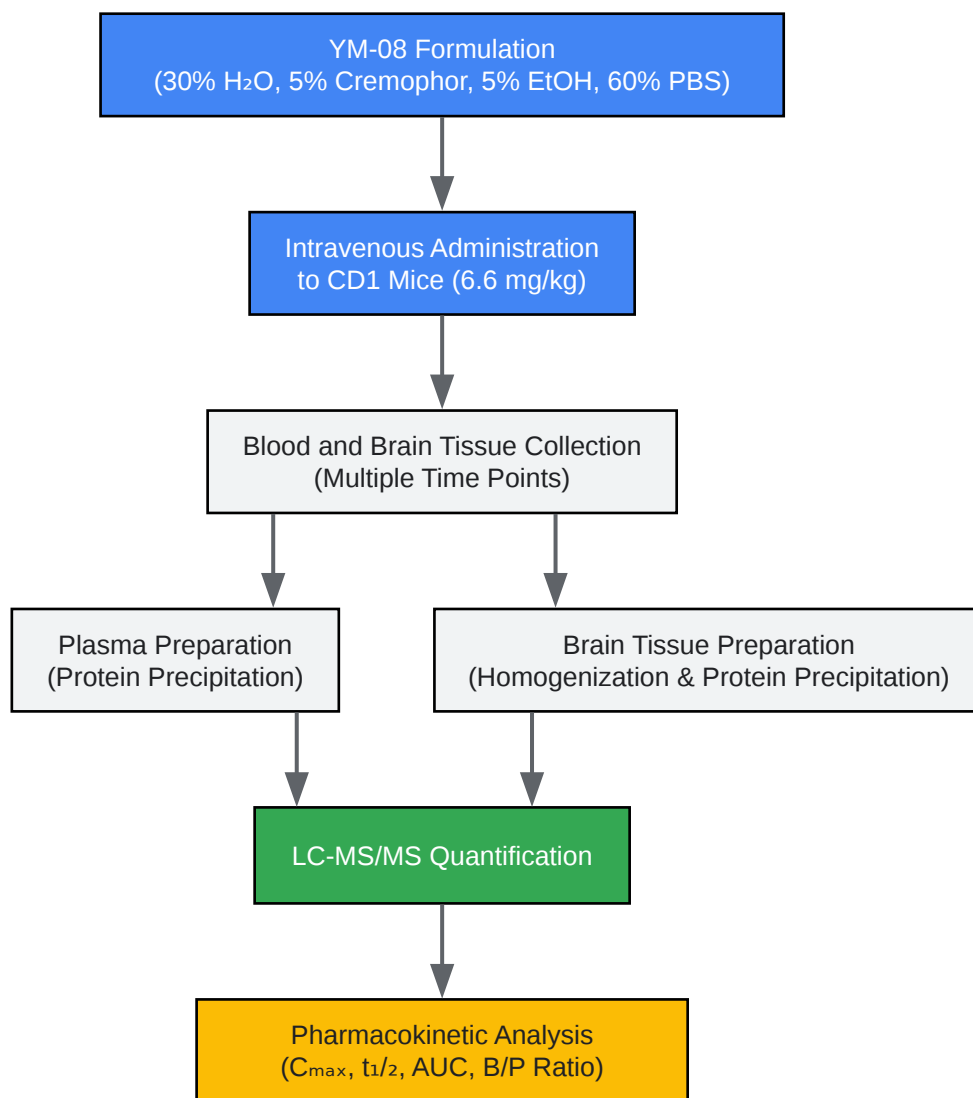 YM-08 Formulation
(30% H₂O, 5% Cremophor, 5% EtOH, 60% PBS)
Intravenous Administration
to CD1 Mice (6.6 mg/kg)
Blood and Brain Tissue Collection
(Multiple Time Points)
Plasma Preparation
(Protein Precipitation)
Brain Tissue Preparation
(Homogenization & Protein Precipitation)
LC-MS/MS Quantification
Pharmacokinetic Analysis
(Cₘₐₓ, t₁/₂, AUC, B/P Ratio)